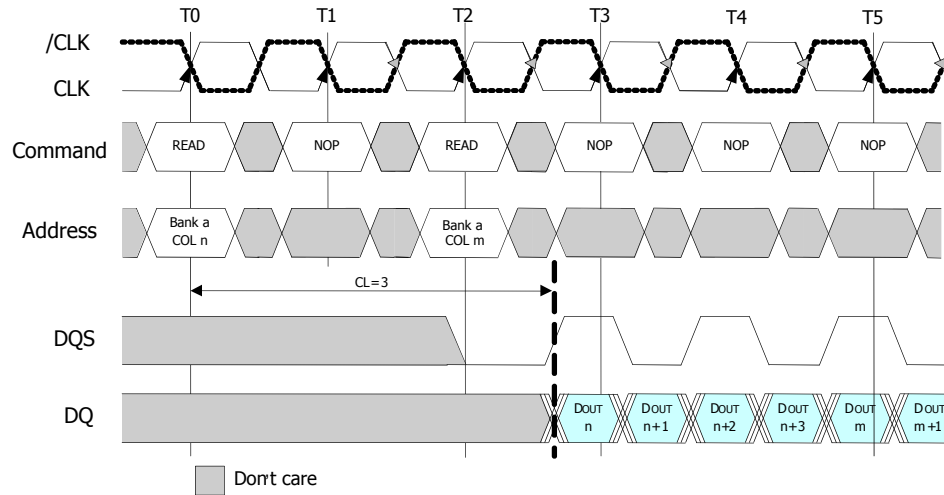 T0 T1 T2 T3 T4 T5
/CLK
CLK
Command READ NOP READ NOP NOP NOP
Address Bank a COL n Bank a COL m
CL=3
DQS
DQ DOUT n DOUT n+1 DOUT n+2 DOUT n+3 DOUT m DOUT m+1
Don't care